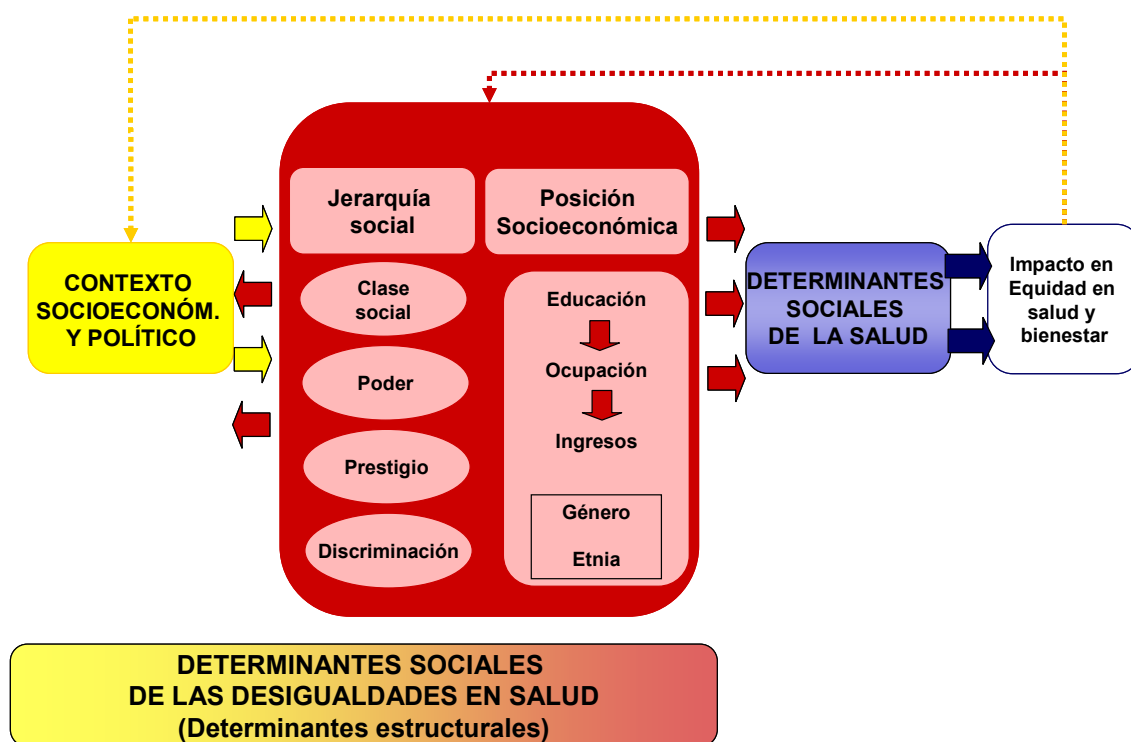 Jerarquía
social
Posición
Socioeconómica
CONTEXTO
SOCIOECONÓM.
Y POLÍTICO
Clase
social
Poder
Prestigio
Discriminación
Educación
Ocupación
Ingresos
Género
Etnia
DETERMINANTES
SOCIALES
DE LA SALUD
Impacto en
Equidad en
salud y
bienestar
DETERMINANTES SOCIALES
DE LAS DESIGUALDADES EN SALUD
(Determinantes estructurales)